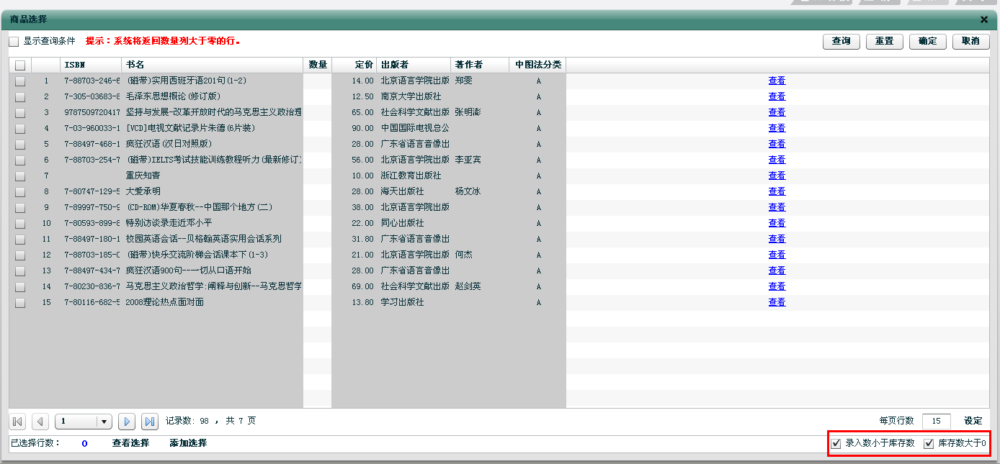 商品选择
显示查询条件 提示：系统将返回数量列大于零的行。 查询 重置 确定 取消
ISBN 书名 数量 定价 出版者 著作者 中图法分类
1 7-88703-246-6 (磁带)实用西班牙语201句(1-2) 14.00 北京语言学院出版 郑雯 A 查看
2 7-305-03683-8 毛泽东思想概论(修订版) 12.50 南京大学出版社 A 查看
3 9787509720417 坚持与发展-改革开放时代的马克思主义政治理 65.00 社会科学文献出版 张明澍 A 查看
4 7-03-960033-1 [VCD]电视文献记录片朱德(6片装) 90.00 中国国际电视总公 A 查看
5 7-88497-468-1 疯狂汉语(汉日对照版) 28.00 广东省语言音像出 A 查看
6 7-88703-254-7 (磁带)IELTS考试技能训练教程听力(最新修订) 56.00 北京语言学院出版 李亚宾 A 查看
7 重庆知青 10.00 浙江教育出版社 A 查看
8 7-80747-129-5 大爱承明 28.00 海天出版社 杨文冰 A 查看
9 7-89997-750-9 (CD-ROM)华夏春秋--中国那个地方(二) 38.00 北京语言学院出版 A 查看
10 7-80593-899-8 特别访谈录走近邓小平 22.00 同心出版社 A 查看
11 7-88497-180-1 校园英语会话--贝格翰英语实用会话系列 31.80 广东省语言音像出 A 查看
12 7-88703-185-0 (磁带)快乐交流阶梯会话课本下(1-3) 21.00 北京语言学院出版 何杰 A 查看
13 7-88497-434-7 疯狂汉语900句--一切从口语开始 28.00 广东省语言音像出 A 查看
14 7-80230-836-7 马克思主义政治哲学:阐释与创新--马克思哲学 69.00 社会科学文献出版 赵剑英 A 查看
15 7-80116-682-5 2008理论热点面对面 13.80 学习出版社 A 查看
1 记录数: 98 ， 共 7 页 每页行数 15 设定
已选择行数： 0 查看选择 添加选择 录入数小于库存数 库存数大于0